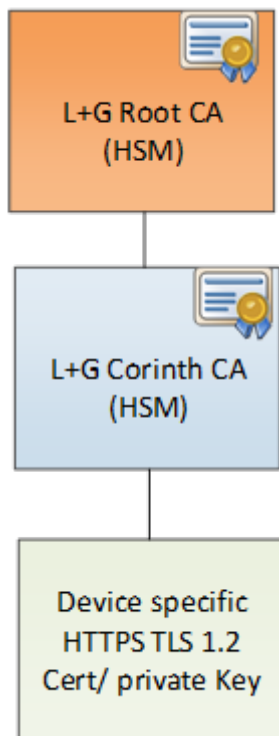 L+G Root CA
(HSM)
L+G Corinth CA
(HSM)
Device specific
HTTPS TLS 1.2
Cert/ private Key